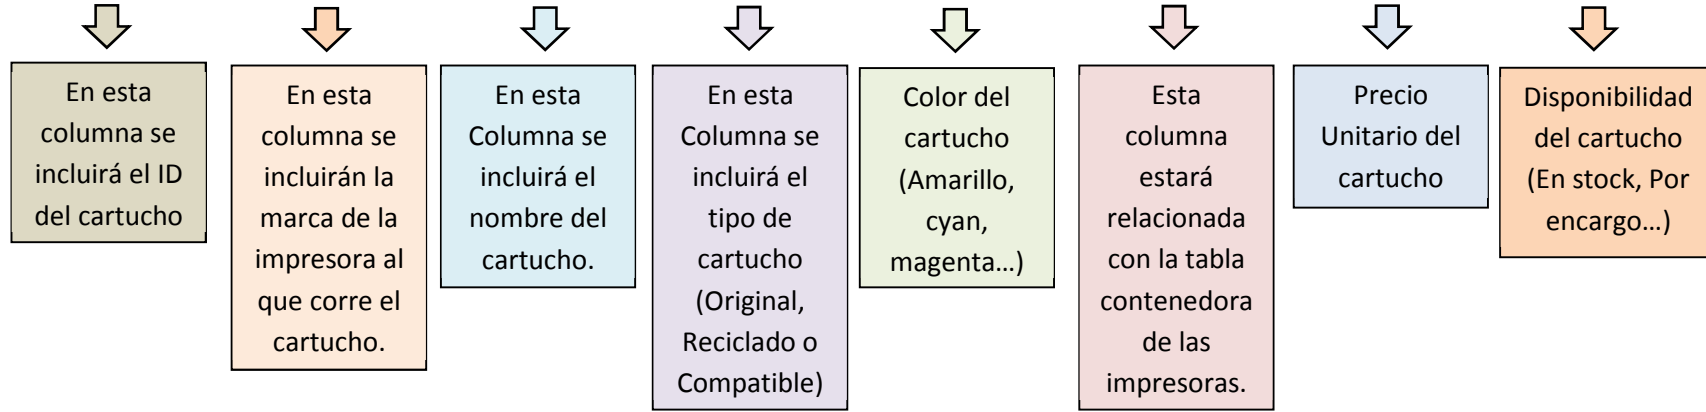 En esta
columna se
incluirá el ID
del cartucho
En esta
columna se
incluirán la
marca de la
impresora al
que corre el
cartucho.
En esta
Columna se
incluirá el
nombre del
cartucho.
En esta
Columna se
incluirá el
tipo de
cartucho
(Original,
Reciclado o
Compatible)
Color del
cartucho
(Amarillo,
cyan,
magenta…)
Esta
columna
estará
relacionada
con la tabla
contenedora
de las
impresoras.
Precio
Unitario del
cartucho
Disponibilidad
del cartucho
(En stock, Por
encargo…)